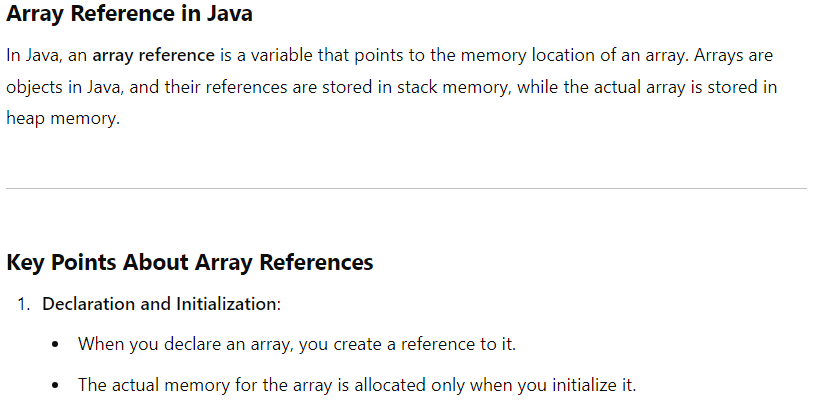 Array Reference in Java
In Java, an array reference is a variable that points to the memory location of an array. Arrays are
objects in Java, and their references are stored in stack memory, while the actual array is stored in
heap memory.
Key Points About Array References
1. Declaration and Initialization:
• When you declare an array, you create a reference to it.
• The actual memory for the array is allocated only when you initialize it.